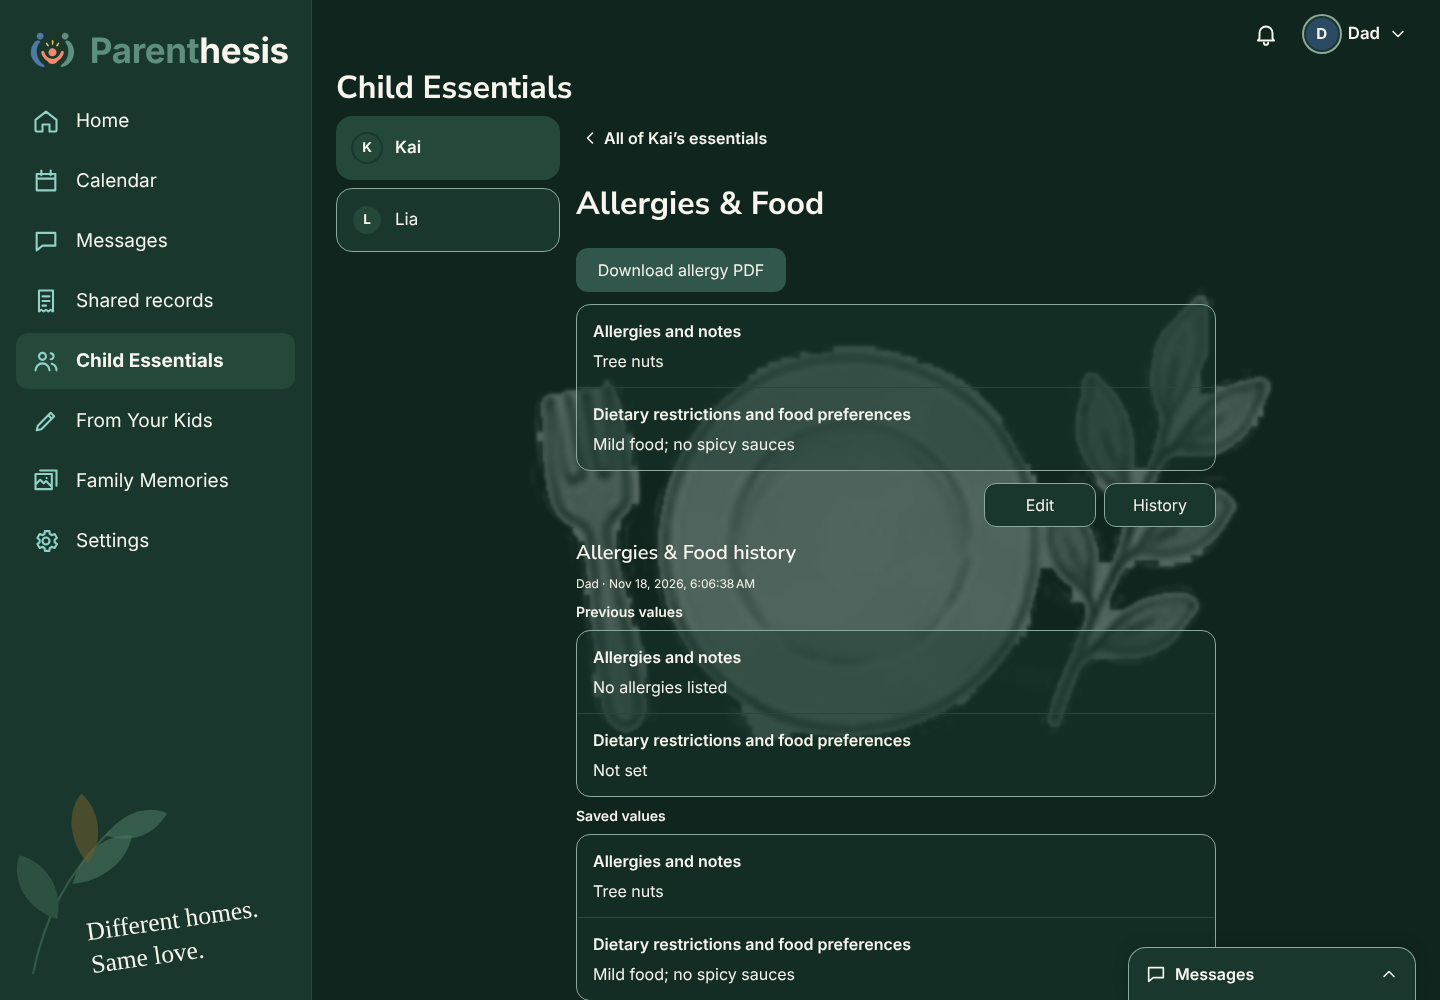 Parenthesis
Home
Calendar
Messages
Shared records
Child Essentials
From Your Kids
Family Memories
Settings
Different homes.
Same love.
D Dad
Child Essentials
K Kai
L Lia
All of Kai’s essentials
Allergies & Food
Download allergy PDF
Allergies and notes
Tree nuts
Dietary restrictions and food preferences
Mild food; no spicy sauces
Edit
History
Allergies & Food history
Dad · Nov 18, 2026, 6:06:38 AM
Previous values
Allergies and notes
No allergies listed
Dietary restrictions and food preferences
Not set
Saved values
Allergies and notes
Tree nuts
Dietary restrictions and food preferences
Mild food; no spicy sauces
Messages